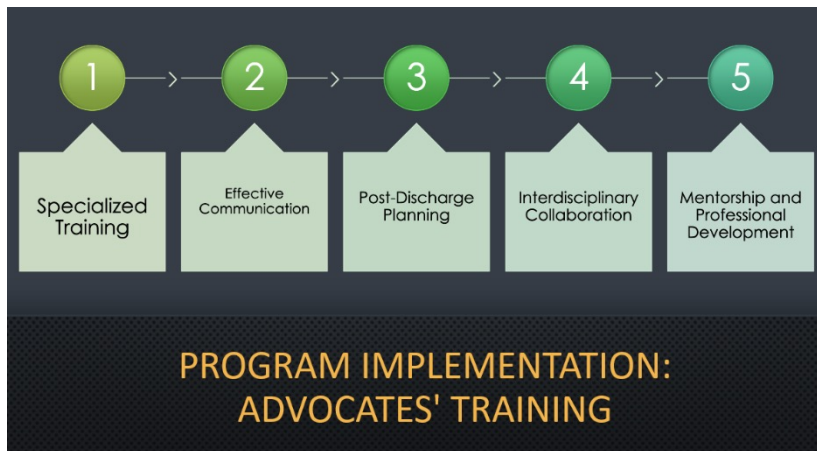 1
2
3
4
5
Specialized
Training
Effective
Communication
Post-Discharge
Planning
Interdisciplinary
Collaboration
Mentorship and
Professional
Development
PROGRAM IMPLEMENTATION:
ADVOCATES' TRAINING